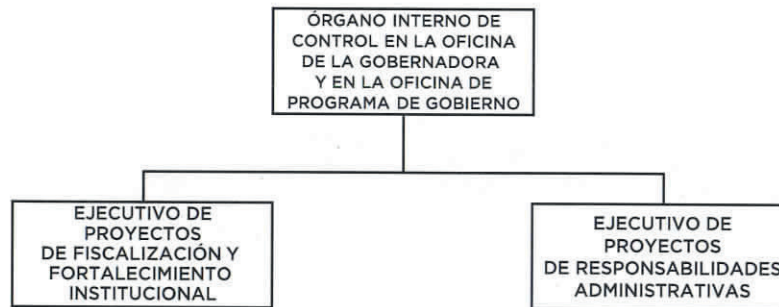 ÓRGANO INTERNO DE
CONTROL EN LA OFICINA
DE LA GOBERNADORA
Y EN LA OFICINA DE
PROGRAMA DE GOBIERNO
EJECUTIVO DE
PROYECTOS
DE FISCALIZACIÓN Y
FORTALECIMIENTO
INSTITUCIONAL
EJECUTIVO DE
PROYECTOS
DE RESPONSABILIDADES
ADMINISTRATIVAS